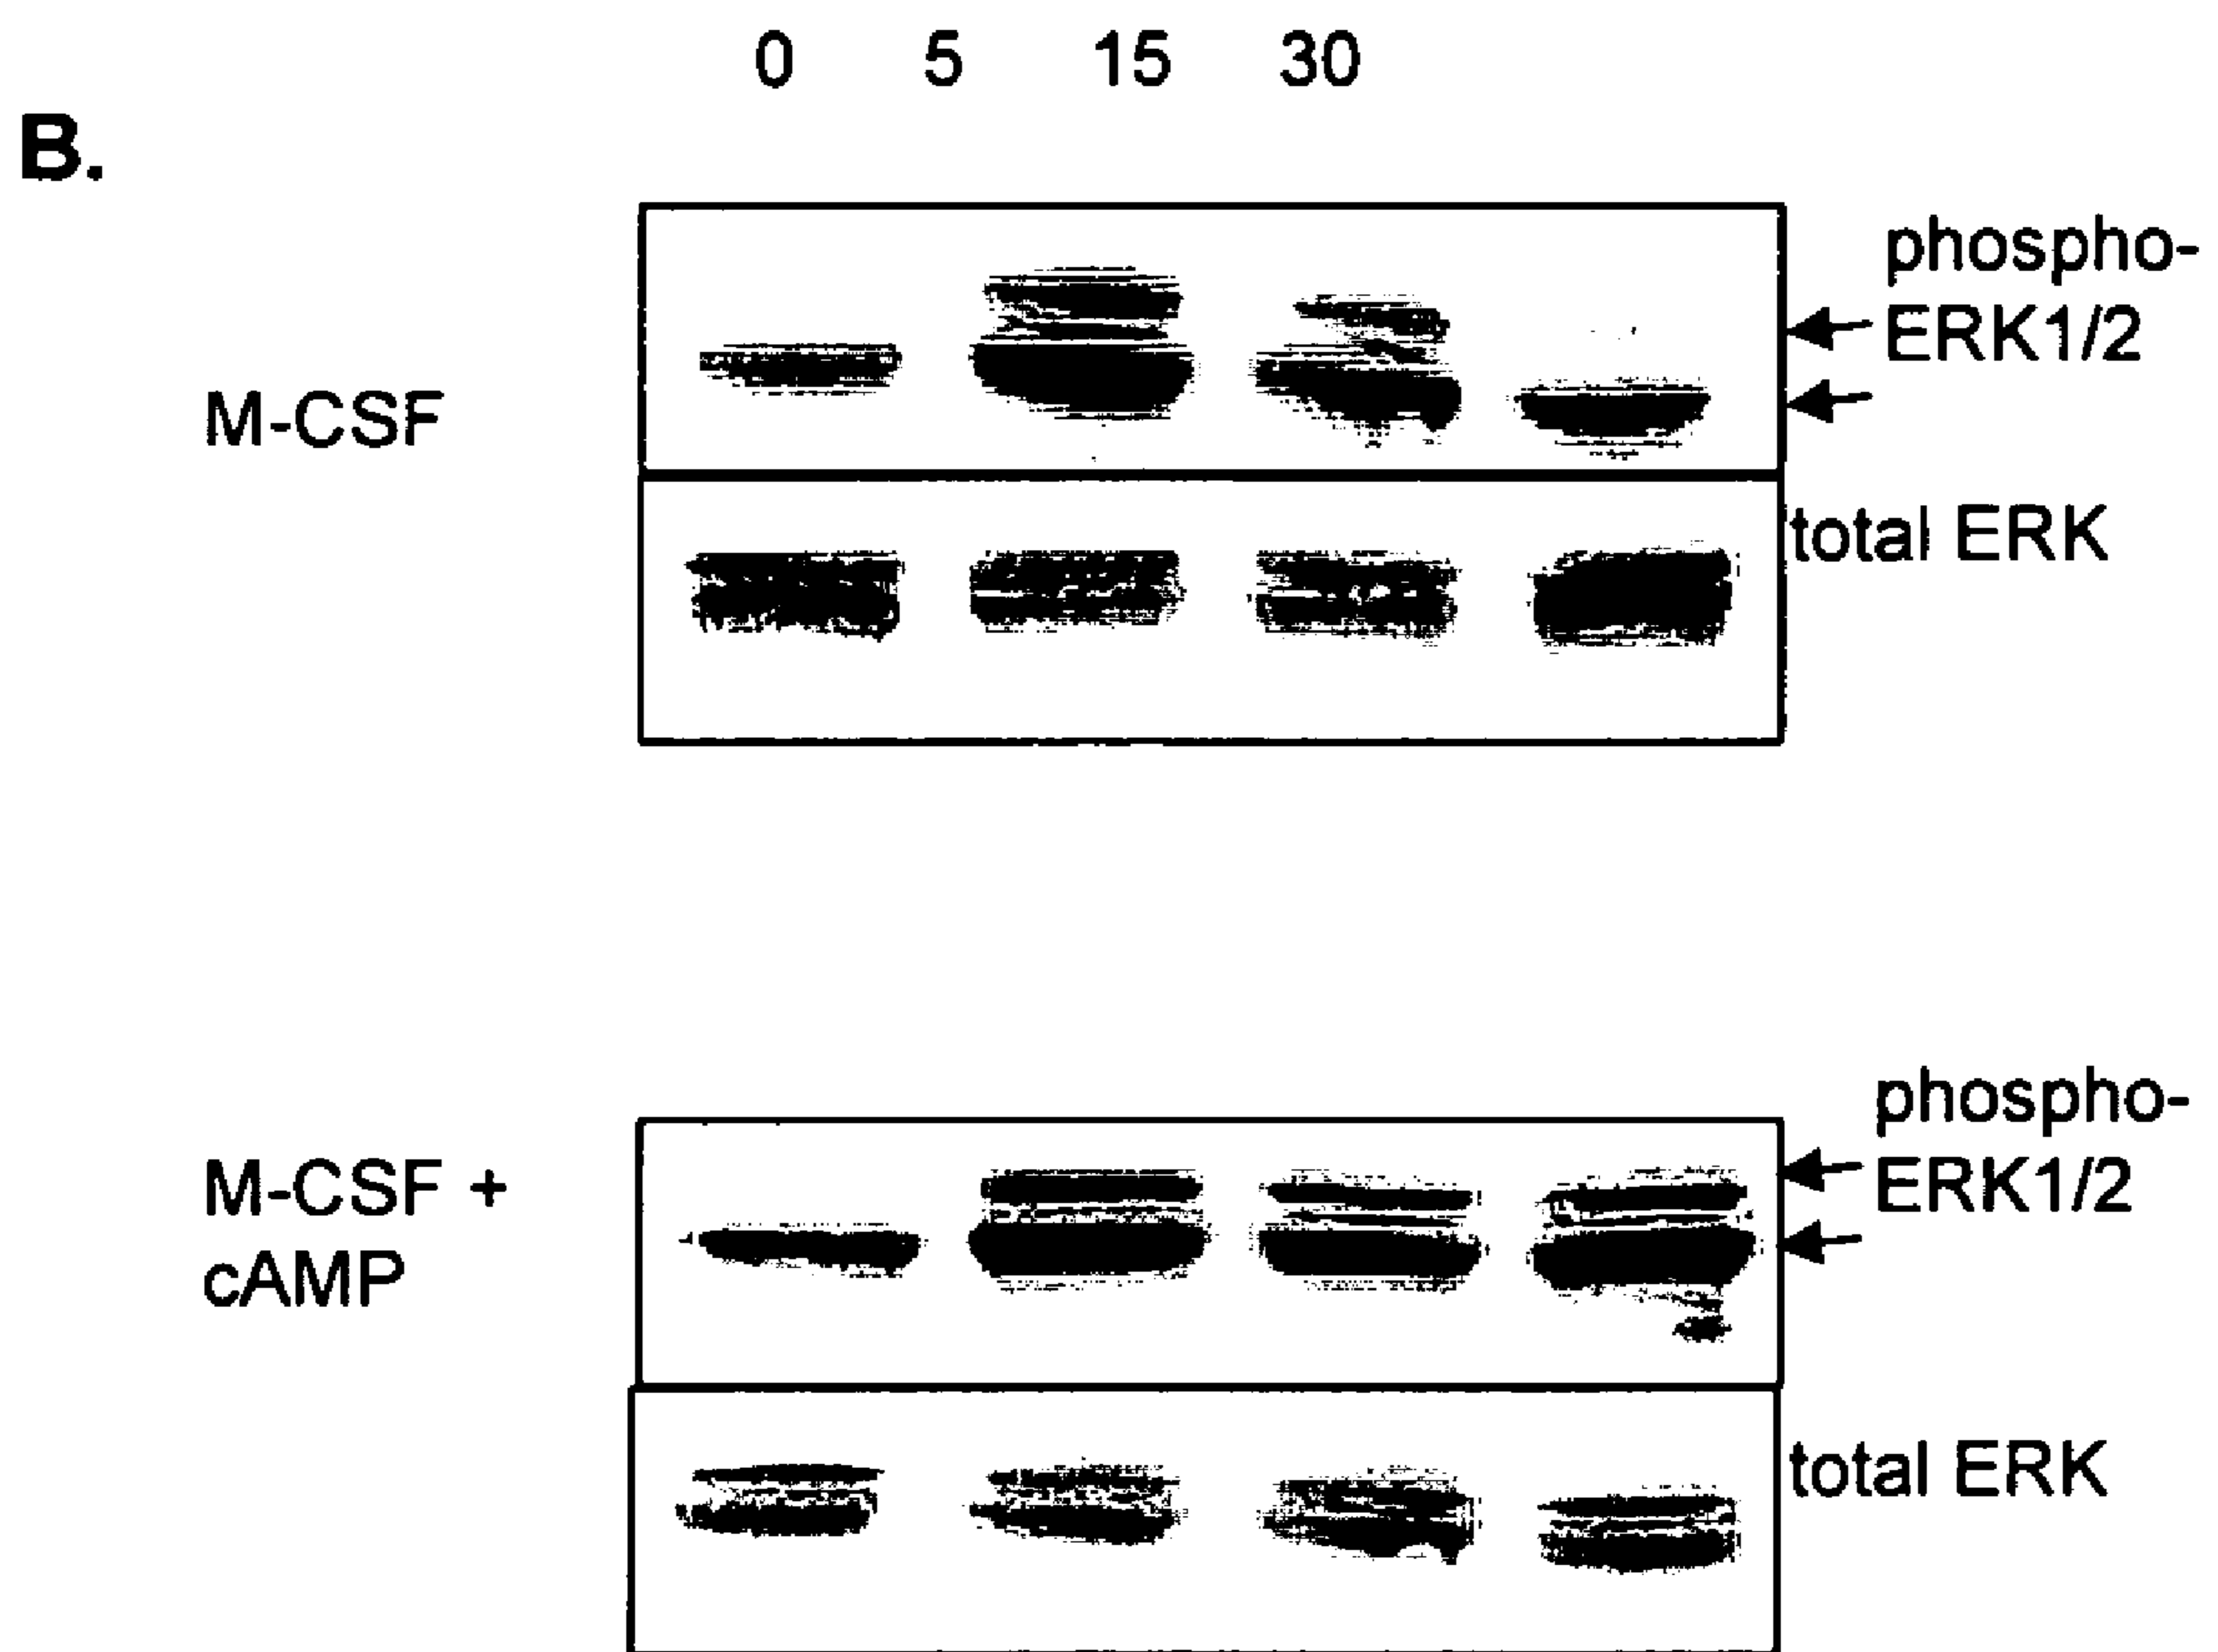 0 5 15 30
B.
phospho-
ERK1/2
M-CSF
total ERK
phospho-
ERK1/2
M-CSF +
cAMP
total ERK